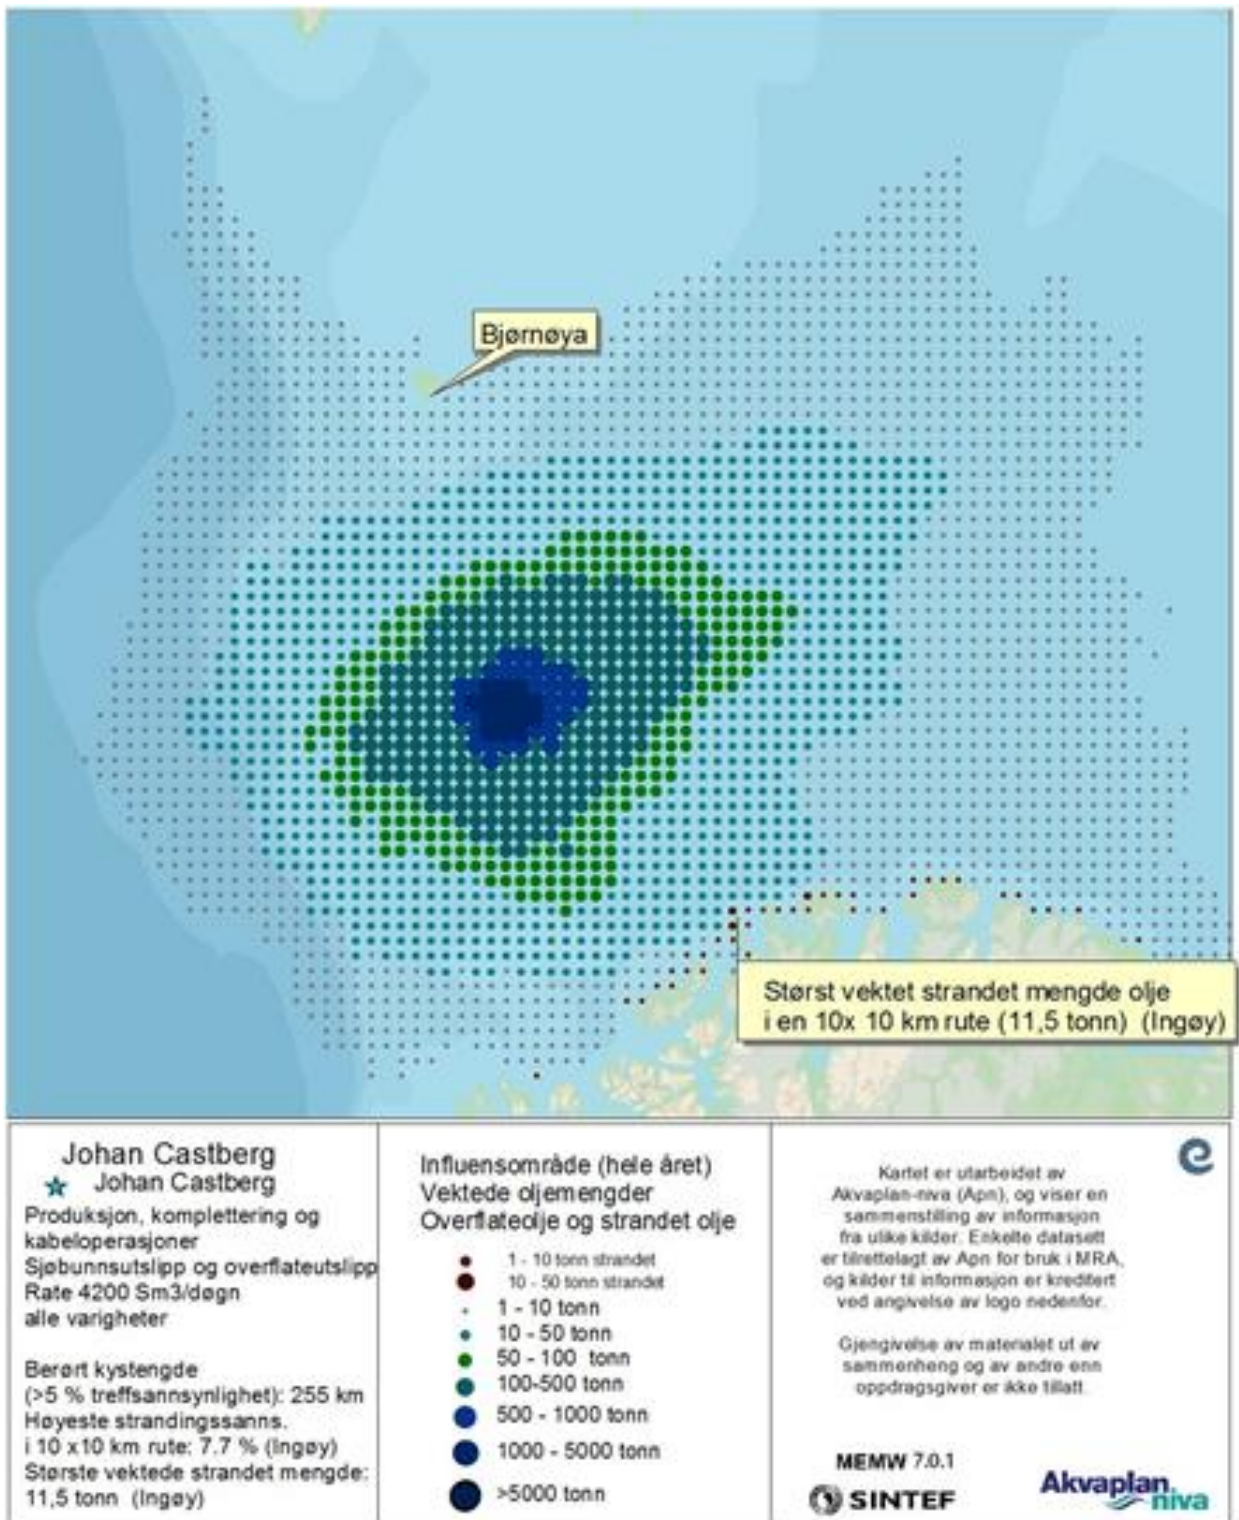 Bjørnøya
Størst vektet strandet mengde olje
i en 10x 10 km rute (11,5 tonn) (Ingøy)
Johan Castberg
Johan Castberg
Produksjon, komplettering og
kabeloperasjoner
Sjøbunnsutslipp og overflateutslipp
Rate 4200 Sm3/døgn
alle varigheter
Berørt kystengde
(>5 % treffsannsynlighet): 255 km
Høyeste strandingssanns.
i 10 x10 km rute: 7.7 % (Ingøy)
Største vektede strandet mengde:
11,5 tonn (Ingøy)
Influensområde (hele året)
Vektede oljemengder
Overflateolje og strandet olje
1 - 10 tonn strandet
10 - 50 tonn strandet
1 - 10 tonn
10 - 50 tonn
50 - 100 tonn
100-500 tonn
500 - 1000 tonn
1000 - 5000 tonn
>5000 tonn
Kartet er utarbeidet av
Akvaplan-niva (Apn), og viser en
sammenstilling av informasjon
fra ulike kilder. Enkelte datasett
er tilrettelagt av Apn for bruk i MRA,
og kilder til informasjon er kreditert
ved angivelse av logo nedenfor.
Gjengivelse av materialet ut av
sammenheng og av andre enn
oppdragsgiver er ikke tillatt.
MEMW 7.0.1
SINTEF
Akvaplan
niva